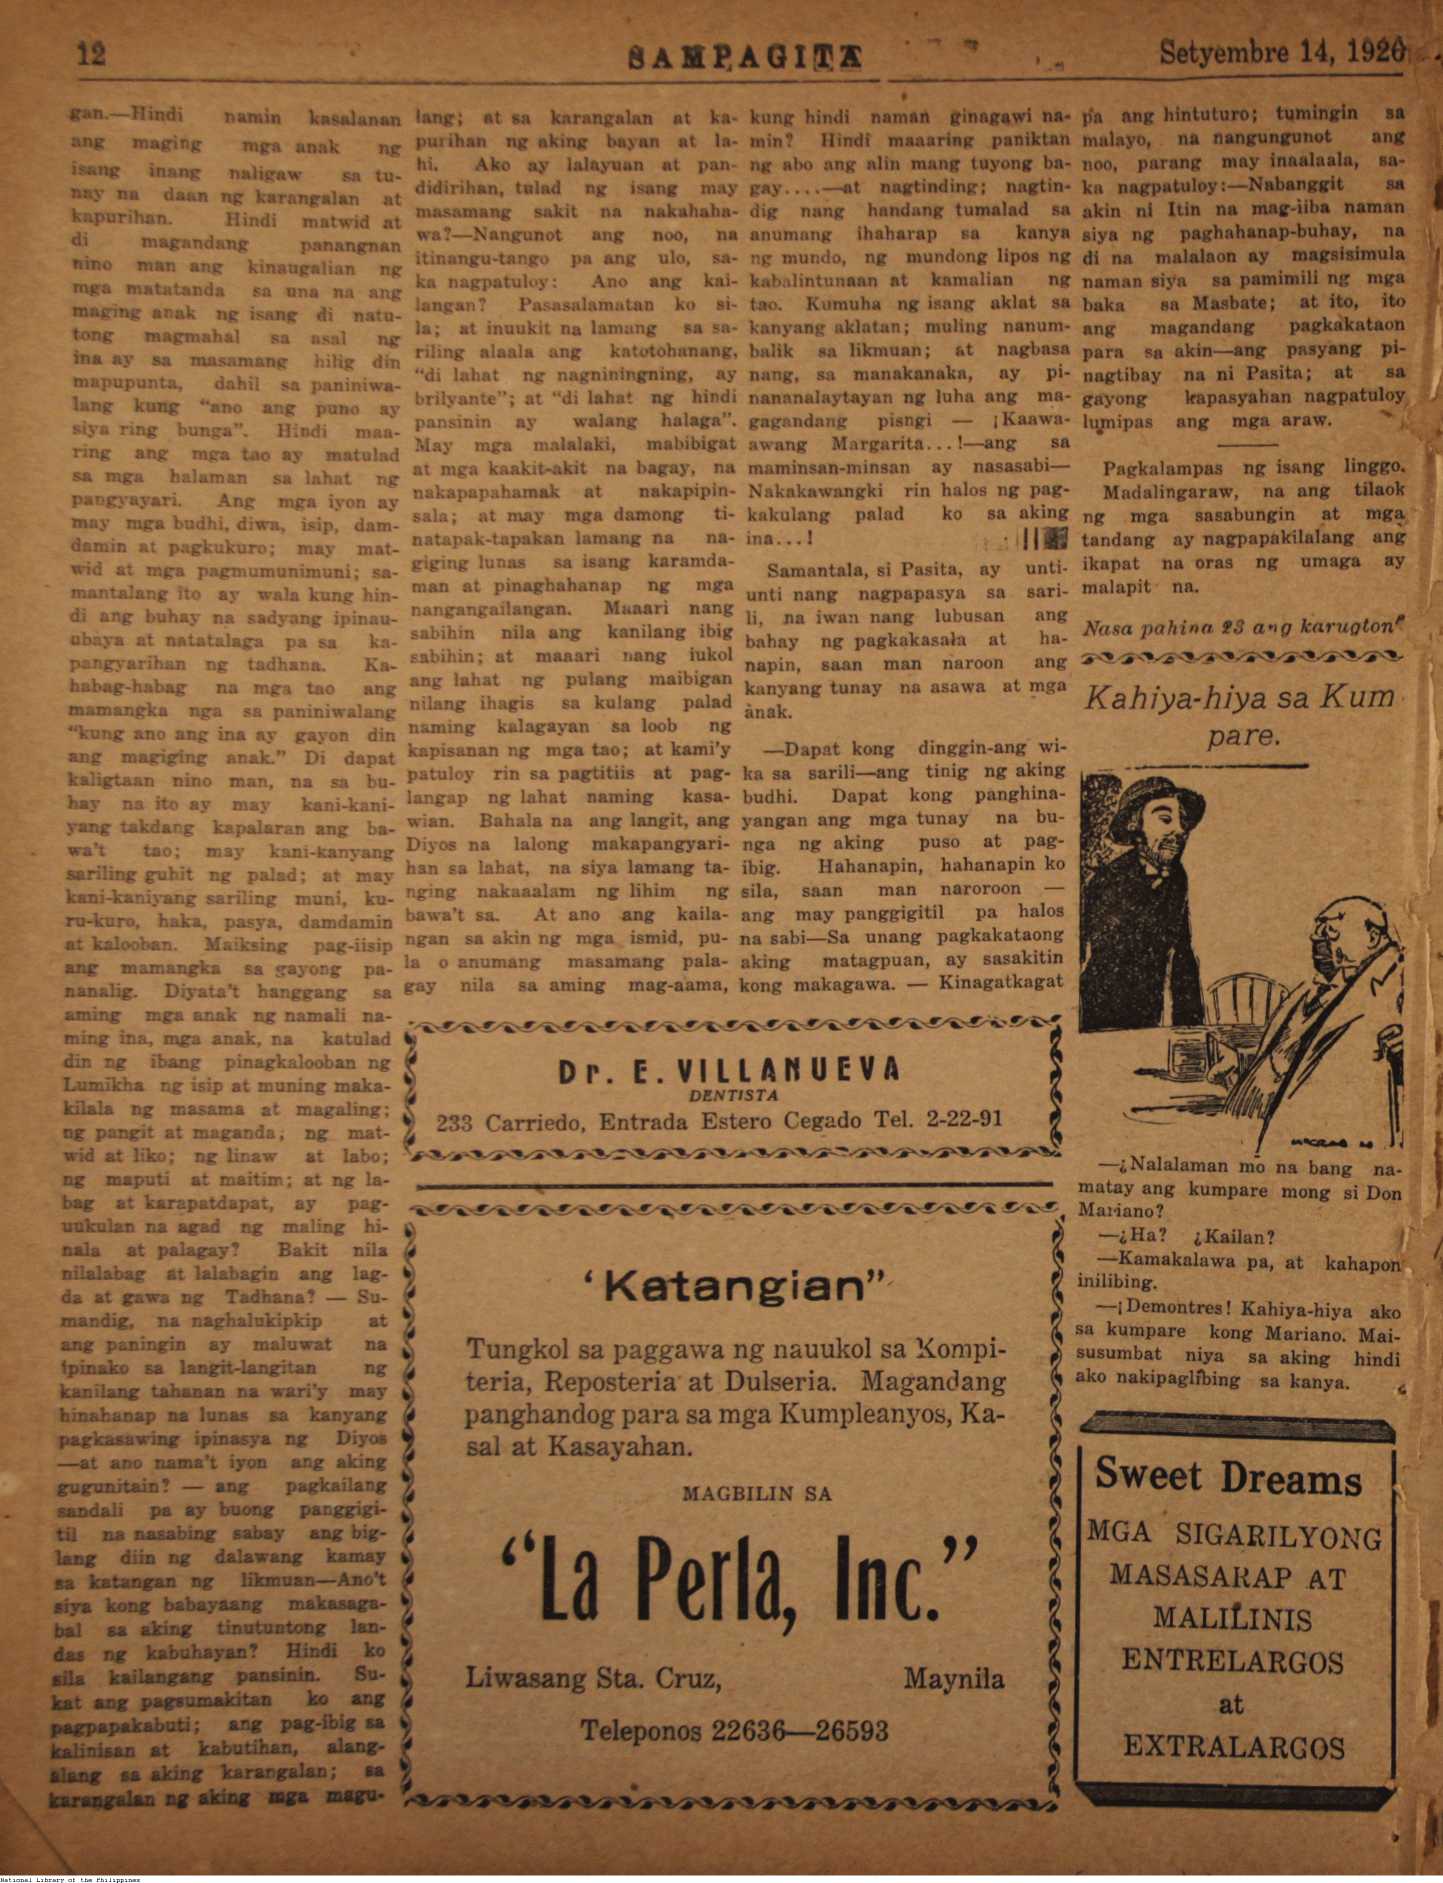 12
SAMPAGITA
Setyembre 14, 1926
gan.—Hindi namin kasalanan
ang maging mga anak ng
isang inang naligaw sa tu-
nay na daan ng karangalan at
kapurihan. Hindi matwid at
di magandang panangnan
nino man ang kinaugalian ng
mga matatanda sa una na ang
maging anak ng isang di natu-
tong magmahal sa asal ng
ina ay sa masamang hilig din
mapupunta, dahil sa paniniwa-
lang kung “ano ang puno ay
siya ring bunga”. Hindi maa-
ring ang mga tao ay matulad
sa mga halaman sa lahat ng
pangyayari. Ang mga iyon ay
may mga budhi, diwa, isip, dam-
damin at pagkukuro; may mat-
wid at mga pagmumunimuni; sa-
mantalang ito ay wala kung hin-
di ang buhay na sadyang ipinau-
ubaya at natatalaga pa sa ka-
pangyarihan ng tadhana. Ka-
habag-habag na mga tao ang
mamangka nga sa paniniwalang
“kung ano ang ina ay gayon din
ang magiging anak.” Di dapat
kaligtaan nino man, na sa bu-
hay na ito ay may kani-kani-
yang takdang kapalaran ang ba-
wa't tao; may kani-kanyang
sariling guhit ng palad; at may
kani-kaniyang sariling muni, ku-
ru-kuro, haka, pasya, damdamin
at kalooban. Maiksing pag-iisip
ang mamangka sa gayong pa-
nanalig. Diyata't hanggang sa
aming mga anak ng namali na-
ming ina, mga anak, na katulad
din ng ibang pinagkalooban ng
Lumikha ng isip at muning maka-
kilala ng masama at magaling;
ng pangit at maganda; ng mat-
wid at liko; ng linaw at labo;
ng maputi at maitim; at ng la-
bag at karapatdapat, ay pag-
uukulan na agad ng maling hi-
nala at palagay? Bakit nila
nilalabag at lalabagin ang lag-
da at gawa ng Tadhana? — Su-
mandig, na naghalukipkip at
ang paningin ay maluwat na
ipinako sa langit-langitan ng
kanilang tahanan na wari'y may
hinahanap na lunas sa kanyang
pagkasawing ipinasya ng Diyos
—at ano nama't iyon ang aking
gugunitain? — ang pagkailang
sandali pa ay buong panggigi-
til na nasabing sabay ang big-
lang diin ng dalawang kamay
sa katangan ng likmuan—Ano't
siya kong babayaang makasaga-
bal sa aking tinutuntong lan-
das ng kabuhayan? Hindi ko
sila kailangang pansinin. Su-
kat ang pagsumakitan ko ang
pagpapakabuti; ang pag-ibig sa
kalinisan at kabutihan, alang-
alang sa aking karangalan; sa
karangalan ng aking mga magu-
lang; at sa karangalan at ka-
purihan ng aking bayan at la-
hi. Ako ay lalayuan at pan-
didirihan, tulad ng isang may
masamang sakit na nakahaha-
wa?—Nangunot ang noo, na
itinangu-tango pa ang ulo, sa-
ka nagpatuloy: Ano ang kai-
langan? Pasasalamatan ko si-
la; at inuukit na lamang sa sa-
riling alaala ang katotohanang,
“di lahat ng nagniningning, ay
brilyante”; at “di lahat ng hindi
pansinin ay walang halaga”.
May mga malalaki, mabibigat
at mga kaakit-akit na bagay, na
nakapapahamak at nakapipin-
sala; at may mga damong ti-
natapak-tapakan lamang na na-
giging lunas sa isang karamda-
man at pinaghahanap ng mga
nangangailangan. Maaari nang
sabihin nila ang kanilang ibig
sabihin; at maaari nang iukol
ang lahat ng pulang maibigan
nilang ihagis sa kulang palad
naming kalagayan sa loob ng
kapisanan ng mga tao; at kami'y
patuloy rin sa pagtitiis at pag-
langap ng lahat naming kasa-
wian. Bahala na ang langit, ang
Diyos na lalong makapangyari-
han sa lahat, na siya lamang ta-
nging nakaaalam ng lihim ng
bawa't sa. At ano ang kaila-
ngan sa akin ng mga ismid, pu-
la o anumang masamang pala-
gay nila sa aming mag-aama,
kung hindi naman ginagawi na-
min? Hindi maaaring paniktan
ng abo ang alin mang tuyong ba-
gay....—at nagtinding; nagtin-
dig nang handang tumalad sa
anumang ihaharap sa kanya
ng mundo, ng mundong lipos ng
kabalintunaan at kamalian ng
tao. Kumuha ng isang aklat sa
kanyang aklatan; muling nanum-
balik sa likmuan; at nagbasa
nang, sa manakanaka, ay pi-
nananalaytayan ng luha ang ma-
gagandang pisngi — ¡Kaawa-
awang Margarita...!—ang sa
maminsan-minsan ay nasasabi—
Nakakawangki rin halos ng pag-
kakulang palad ko sa aking
ina...!
Samantala, si Pasita, ay unti-
unti nang nagpapasya sa sari-
li, na iwan nang lubusan ang
bahay ng pagkakasala at ha-
napin, saan man naroon ang
kanyang tunay na asawa at mga
ànak.
—Dapat kong dinggin-ang wi-
ka sa sarili—ang tinig ng aking
budhi. Dapat kong panghina-
yangan ang mga tunay na bu-
nga ng aking puso at pag-
ibig. Hahanapin, hahanapin ko
sila, saan man naroroon —
ang may panggigitil pa halos
na sabi—Sa unang pagkakataong
aking matagpuan, ay sasakitin
kong makagawa. — Kinagatkagat
pa ang hintuturo; tumingin sa
malayo, na nangungunot ang
noo, parang may inaalaala, sa-
ka nagpatuloy:—Nabanggit sa
akin ni Itin na mag-iiba naman
siya ng paghahanap-buhay, na
di na malalaon ay magsisimula
naman siya sa pamimili ng mga
baka sa Masbate; at ito, ito
ang magandang pagkakataon
para sa akin—ang pasyang pi-
nagtibay na ni Pasita; at sa
gayong kapasyahan nagpatuloy
lumipas ang mga araw.
Pagkalampas ng isang linggo.
Madalingaraw, na ang tilaok
ng mga sasabungin at mga
tandang ay nagpapakilalang ang
ikapat na oras ng umaga ay
malapit na.
Nasa pahina 23 ang karugton
Kahiya-hiya sa Kum
pare.
—¿Nalalaman mo na bang na-
matay ang kumpare mong si Don
Mariano?
—¿Ha? ¿Kailan?
—Kamakalawa pa, at kahapon
inilibing.
—¡Demontres! Kahiya-hiya ako
sa kumpare kong Mariano. Mai-
susumbat niya sa aking hindi
ako nakipaglibing sa kanya.
Dr. E. VILLANUEVA
DENTISTA
233 Carriedo, Entrada Estero Cegado Tel. 2-22-91
‘Katangian”
Tungkol sa paggawa ng nauukol sa Kompi-
teria, Reposteria at Dulseria. Magandang
panghandog para sa mga Kumpleanyos, Ka-
sal at Kasayahan.
MAGBILIN SA
“La Perla, Inc.”
Liwasang Sta. Cruz, Maynila
Teleponos 22636—26593
Sweet Dreams
MGA SIGARILYONG
MASASARAP AT
MALILINIS
ENTRELARGOS
at
EXTRALARGOS
National Library of the Philippines